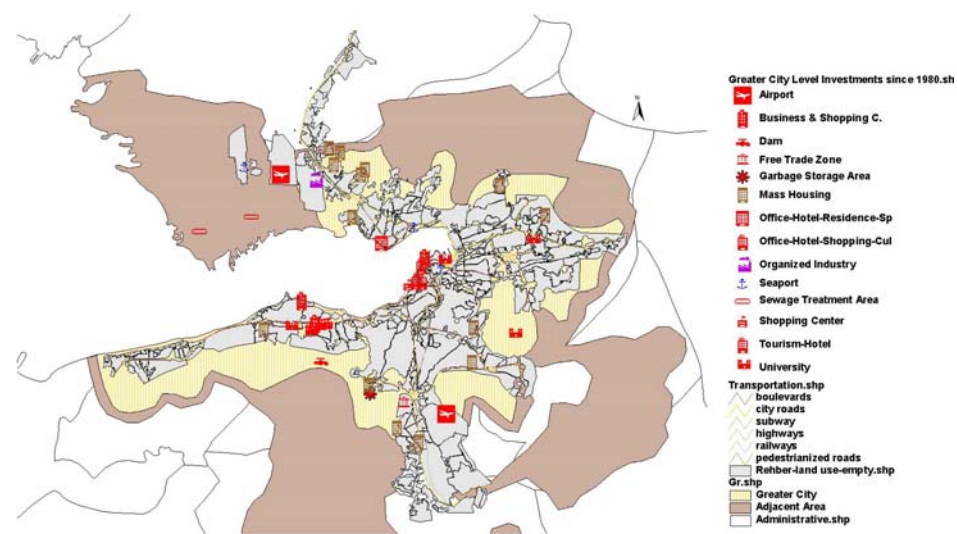 Greater City Level Investments since 1980.sh
N
Airport
Business & Shopping C.
Dam
Free Trade Zone
Garbage Storage Area
Mass Housing
Office-Hotel-Residence-Sp
Office-Hotel-Shopping-Cul
Organized Industry
Seaport
Sewage Treatment Area
Shopping Center
Tourism-Hotel
University
Transportation.shp
boulevards
city roads
subway
highways
railways
pedestrianized roads
Rehber-land use-empty.shp
Gr.shp
Greater City
Adjacent Area
Administrative.shp